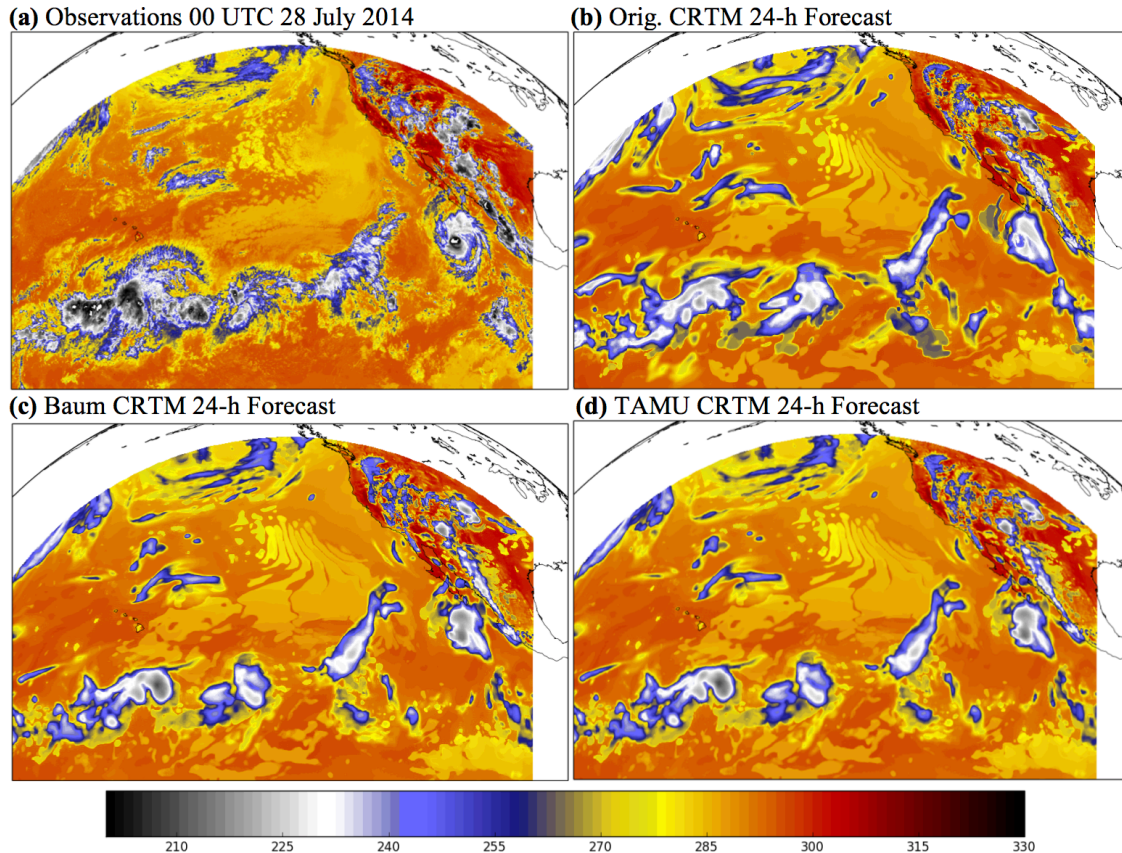 (a) Observations 00 UTC 28 July 2014
(b) Orig. CRTM 24-h Forecast
(c) Baum CRTM 24-h Forecast
(d) TAMU CRTM 24-h Forecast
210 225 240 255 270 285 300 315 330